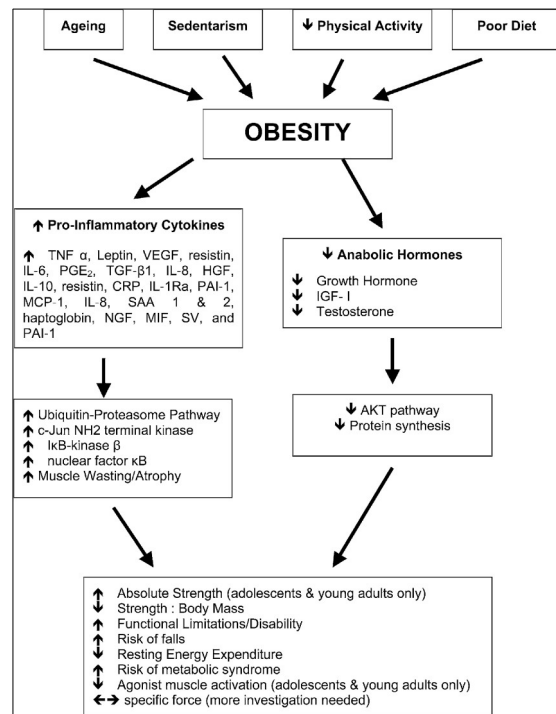 Ageing
Sedentarism
↓ Physical Activity
Poor Diet
OBESITY
↑ Pro-Inflammatory Cytokines
↑ TNF α, Leptin, VEGF, resistin,
IL-6, PGE₂, TGF-β1, IL-8, HGF,
IL-10, resistin, CRP, IL-1Ra, PAI-1,
MCP-1, IL-8, SAA 1 & 2,
haptoglobin, NGF, MIF, SV, and
PAI-1
↓ Anabolic Hormones
↓ Growth Hormone
↓ IGF- I
↓ Testosterone
↑ Ubiquitin-Proteasome Pathway
↑ c-Jun NH2 terminal kinase
↑ IκB-kinase β
↑ nuclear factor κB
↑ Muscle Wasting/Atrophy
↓ AKT pathway
↓ Protein synthesis
↑ Absolute Strength (adolescents & young adults only)
↓ Strength : Body Mass
↑ Functional Limitations/Disability
↑ Risk of falls
↓ Resting Energy Expenditure
↑ Risk of metabolic syndrome
↓ Agonist muscle activation (adolescents & young adults only)
←→ specific force (more investigation needed)